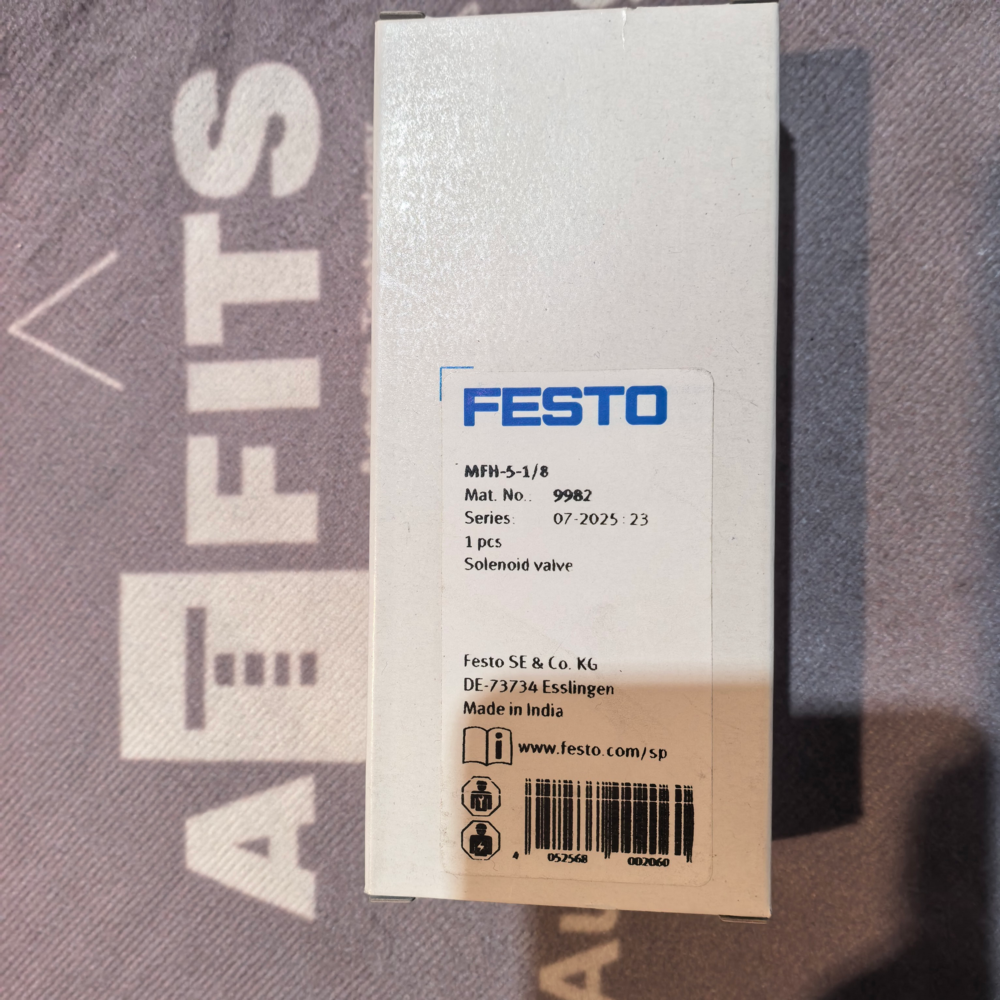 FESTO
MFH-5-1/8
Mat. No.: 9982
Series: 07-2025:23
1 pcs
Solenoid valve
Festo SE & Co. KG
DE-73734 Esslingen
Made in India
www.festo.com/sp
4 052568 002060
ATTFITS